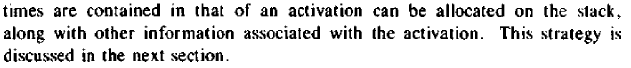 times are contained in that of an activation can be allocated on the stack,
along with other information associated with the activation. This strategy is
discussed in the next section.